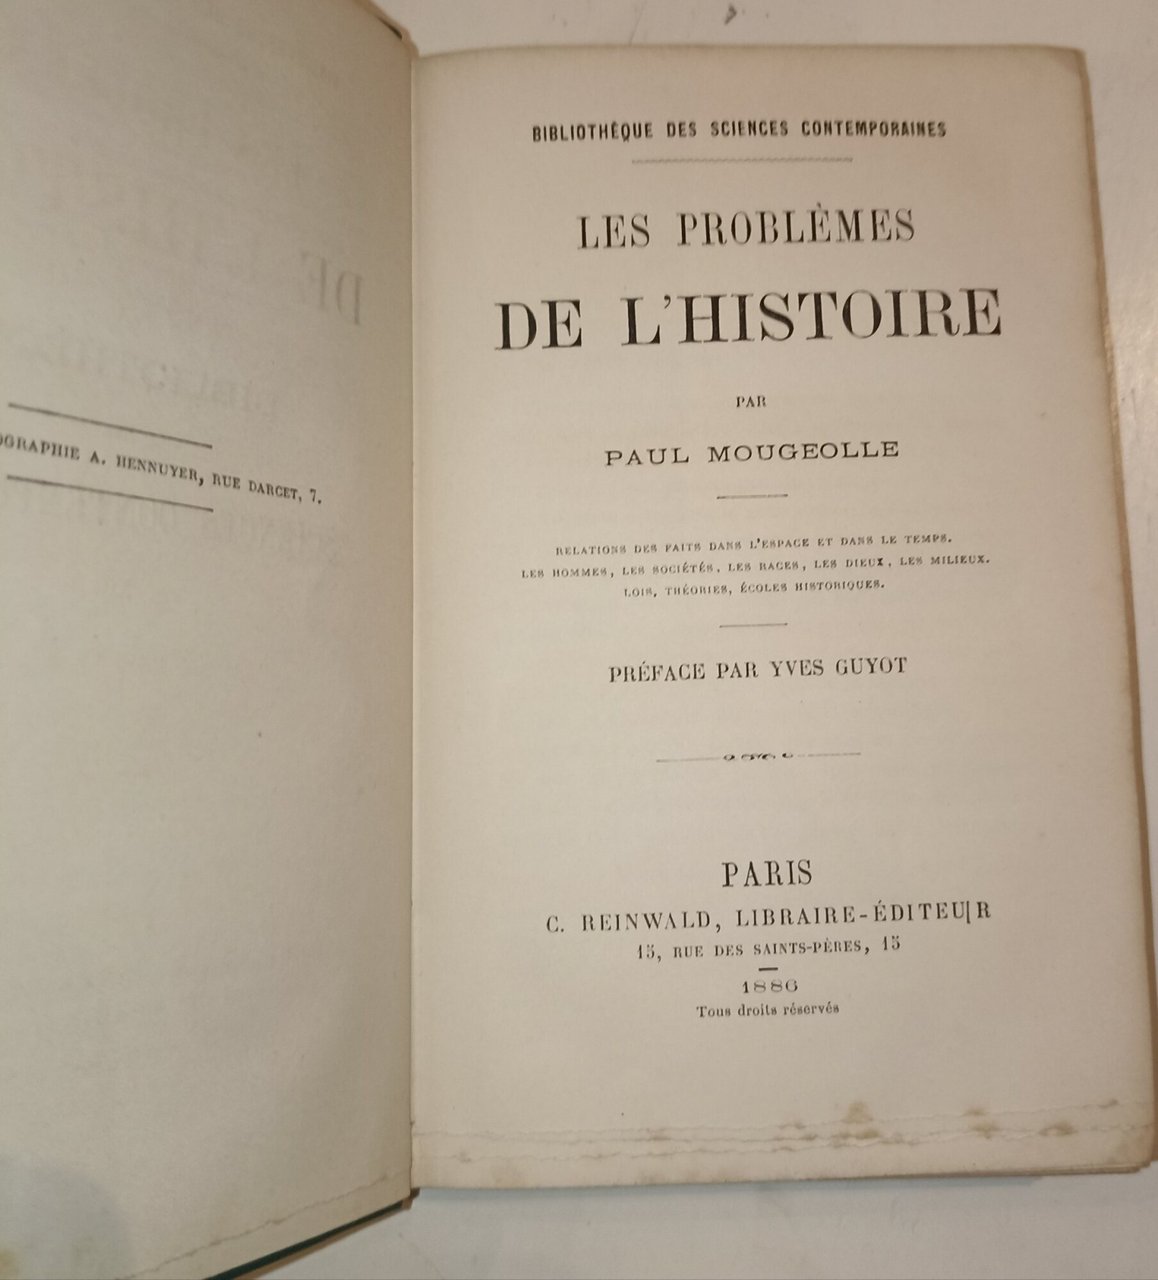 OGRAPHIE A. HENNUYER, RUE DARCET, 7.
BIBLIOTHÈQUE DES SCIENCES CONTEMPORAINES
LES PROBLÈMES
DE L'HISTOIRE
PAR
PAUL MOUGEOLLE
RELATIONS DES FAITS DANS L'ESPACE ET DANS LE TEMPS.
LES HOMMES, LES SOCIÉTÉS, LES RACES, LES DIEUX, LES MILIEUX.
LOIS, THÉORIES, ÉCOLES HISTORIQUES.
PRÉFACE PAR YVES GUYOT
PARIS
C. REINWALD, LIBRAIRE-ÉDITEUR
15, RUE DES SAINTS-PÈRES, 15
1886
Tous droits réservés